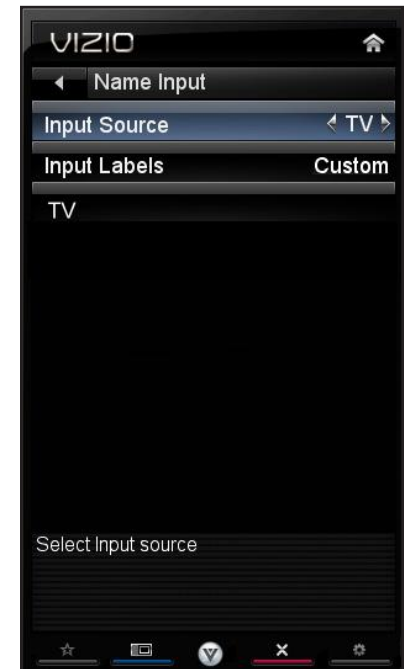 VIZIO
Name Input
Input Source TV
Input Labels Custom
TV
Select Input source
V